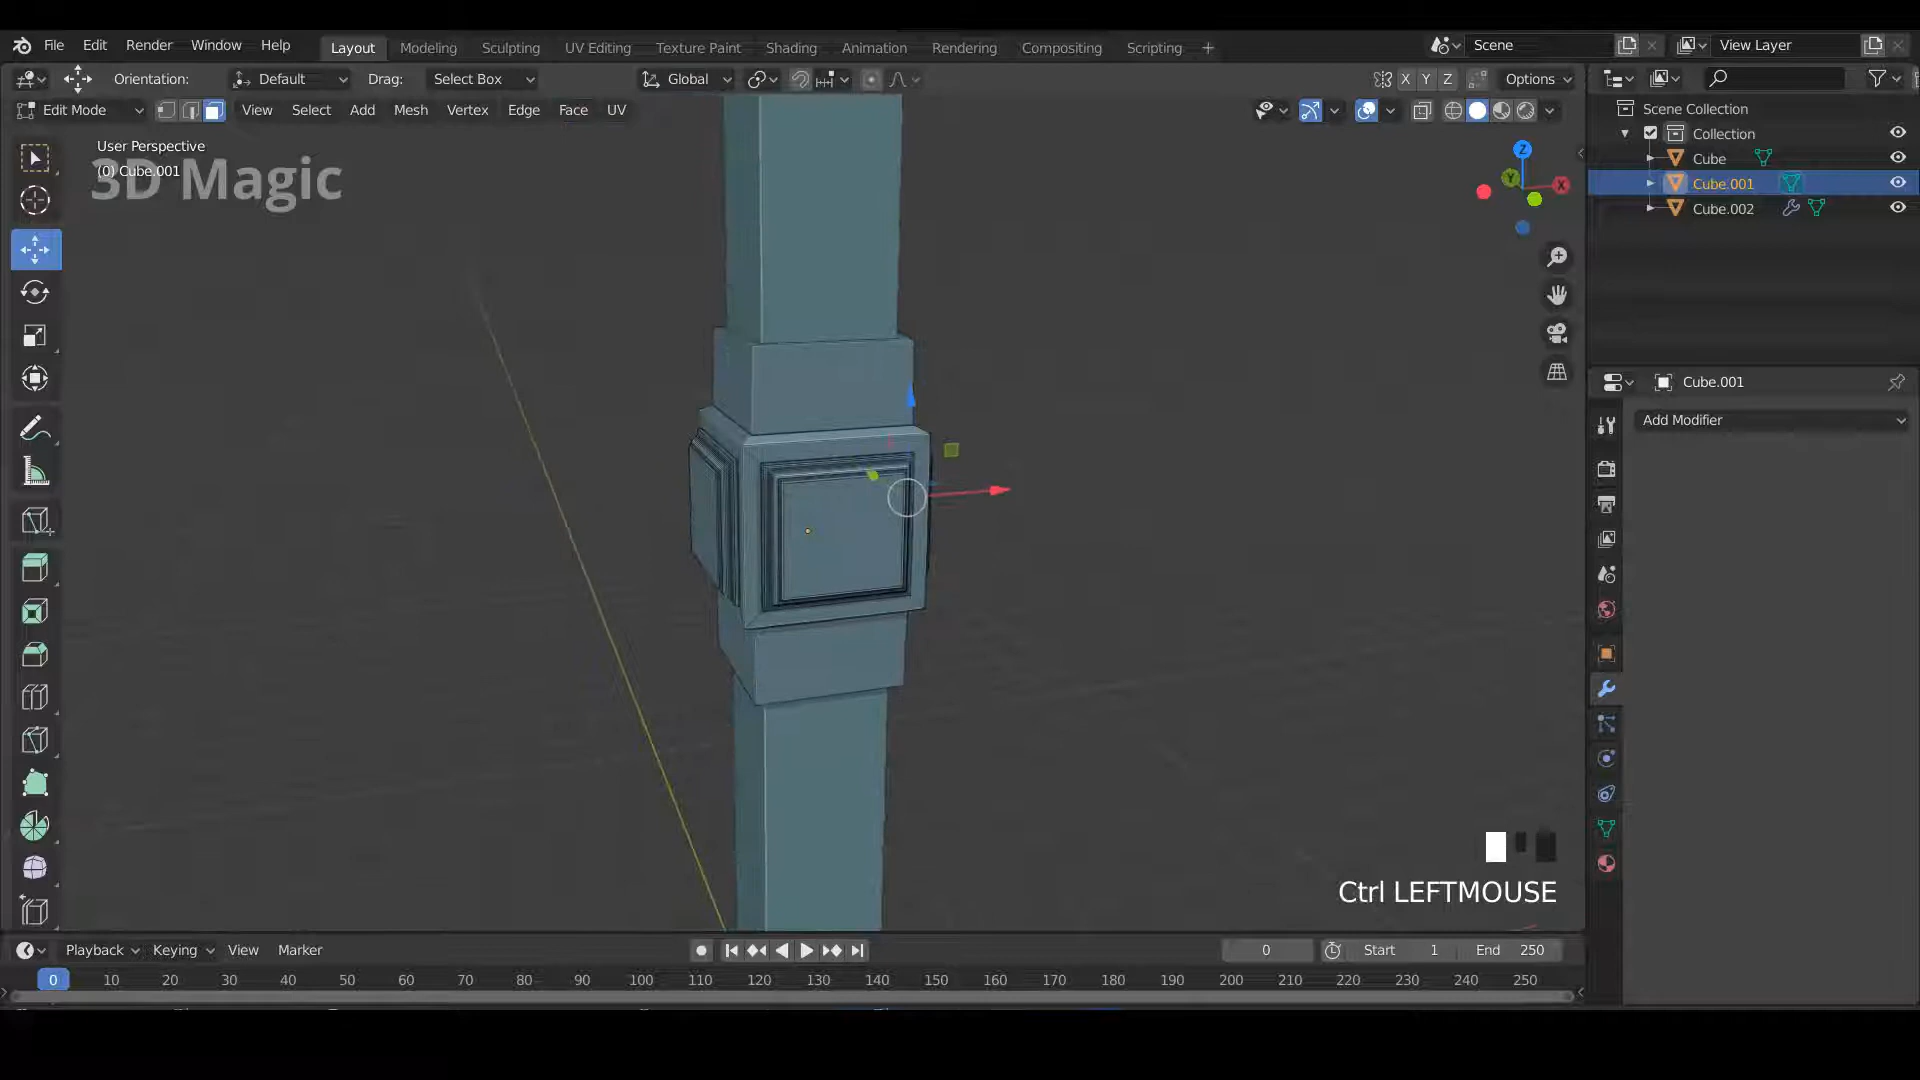 File Edit Render Window Help Layout Modeling Sculpting UV Editing Texture Paint Shading Animation Rendering Compositing Scripting + Scene View Layer
Orientation: Default Drag: Select Box Global X Y Z Options
Edit Mode View Select Add Mesh Vertex Edge Face UV
Scene Collection
Collection
Cube
Cube.001
Cube.002
User Perspective
(0) Cube.001
3D Magic
Z
Y
X
Cube.001
Add Modifier
Ctrl LEFTMOUSE
Playback Keying View Marker 0 Start 1 End 250
0 10 20 30 40 50 60 70 80 90 100 110 120 130 140 150 160 170 180 190 200 210 220 230 240 250